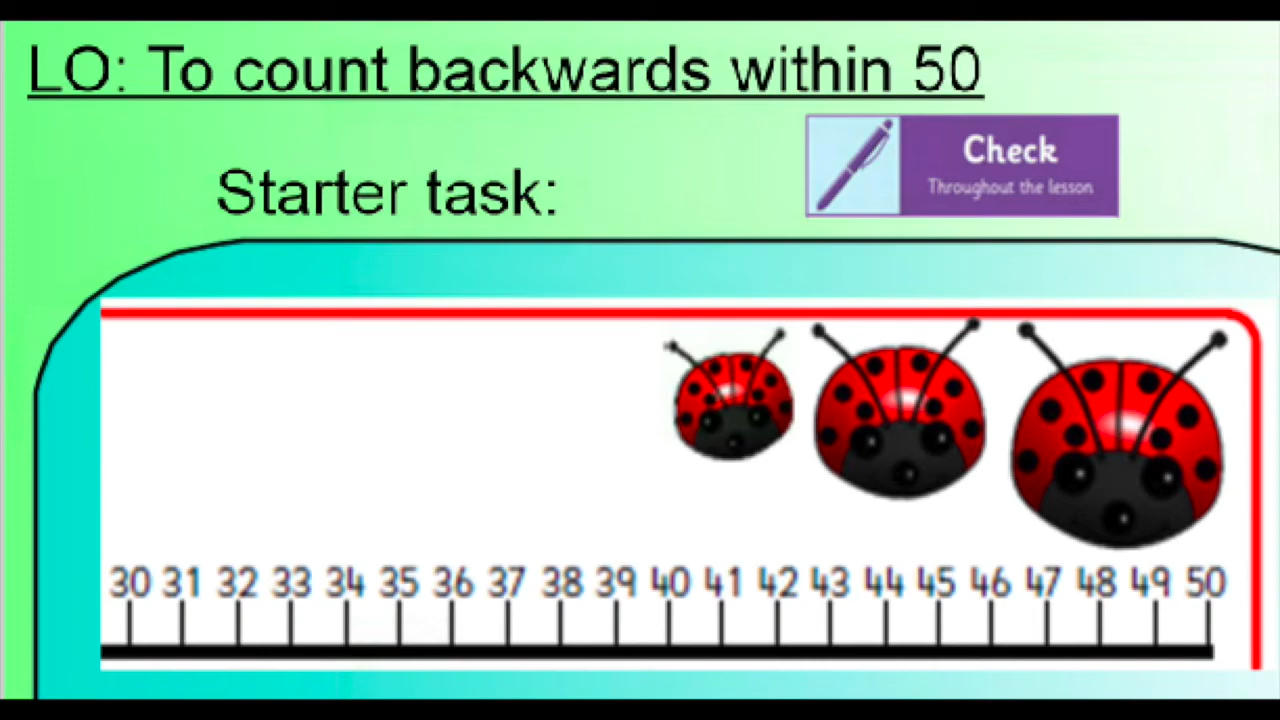 LO: To count backwards within 50
Check
Throughout the lesson
Starter task:
30 31 32 33 34 35 36 37 38 39 40 41 42 43 44 45 46 47 48 49 50